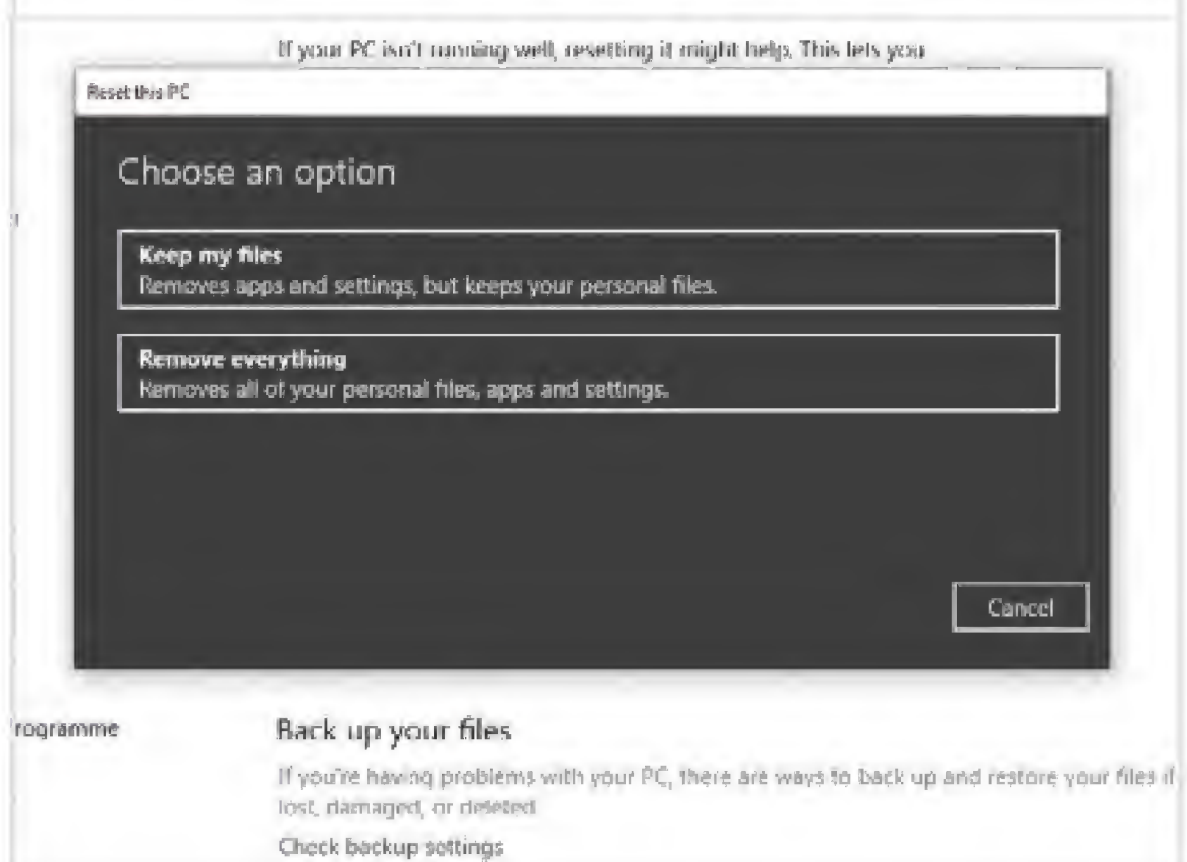 If your PC isn't running well, resetting it might help. This lets you
Reset this PC
Choose an option
Keep my files
Removes apps and settings, but keeps your personal files.
Remove everything
Removes all of your personal files, apps and settings.
Cancel
rogramme
Back up your files
If you're having problems with your PC, there are ways to back up and restore your files if
lost, damaged, or deleted
Check backup settings